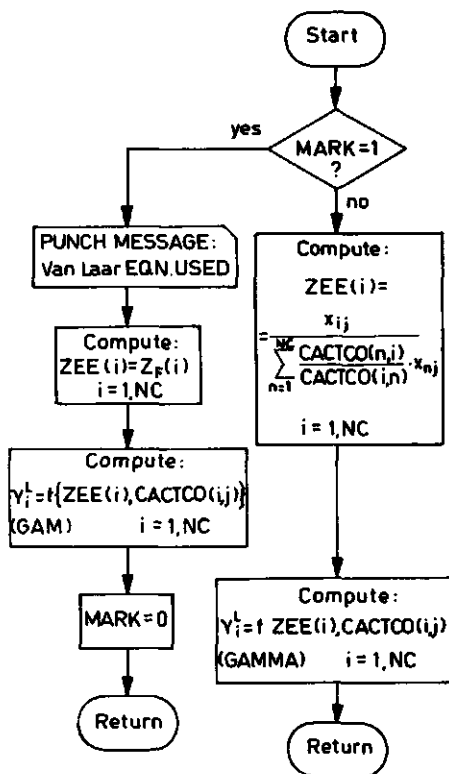 Start
MARK=1
?
yes
no
PUNCH MESSAGE:
Van Laar EQN.USED
Compute:
ZEE(i)=Z_F(i)
i=1,NC
Compute:
γ_i^L=f{ZEE(i),CACTCO(i,j)}
(GAM) i=1,NC
MARK=0
Return
Compute:
ZEE(i)=
= x_ij
NC
∑ CACTCO(n,i)
CACTCO(i,n) · x_nj
n=1
i=1,NC
Compute:
γ_i^L=f ZEE(i),CACTCO(i,j)
(GAMMA) i=1,NC
Return